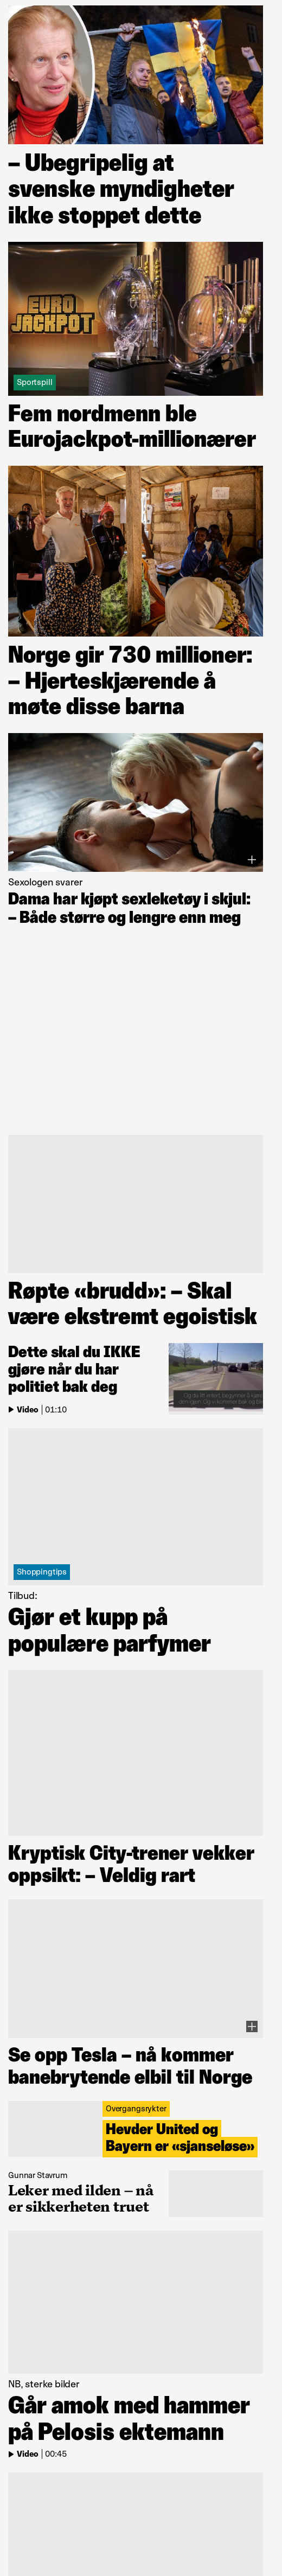 – Ubegripelig at
svenske myndigheter
ikke stoppet dette
EURO
JACKPOT
Sportspill
Fem nordmenn ble
Eurojackpot-millionærer
Norge gir 730 millioner:
– Hjerteskjærende å
møte disse barna
Sexologen svarer
Dama har kjøpt sexleketøy i skjul:
– Både større og lengre enn meg
Røpte «brudd»: – Skal
være ekstremt egoistisk
Dette skal du IKKE
gjøre når du har
politiet bak deg
Video | 01:10
Shoppingtips
Tilbud:
Gjør et kupp på
populære parfymer
Kryptisk City-trener vekker
oppsikt: – Veldig rart
Se opp Tesla – nå kommer
banebrytende elbil til Norge
Overgangsrykter
Hevder United og
Bayern er «sjanseløse»
Gunnar Stavrum
Leker med ilden – nå
er sikkerheten truet
NB, sterke bilder
Går amok med hammer
på Pelosis ektemann
Video | 00:45